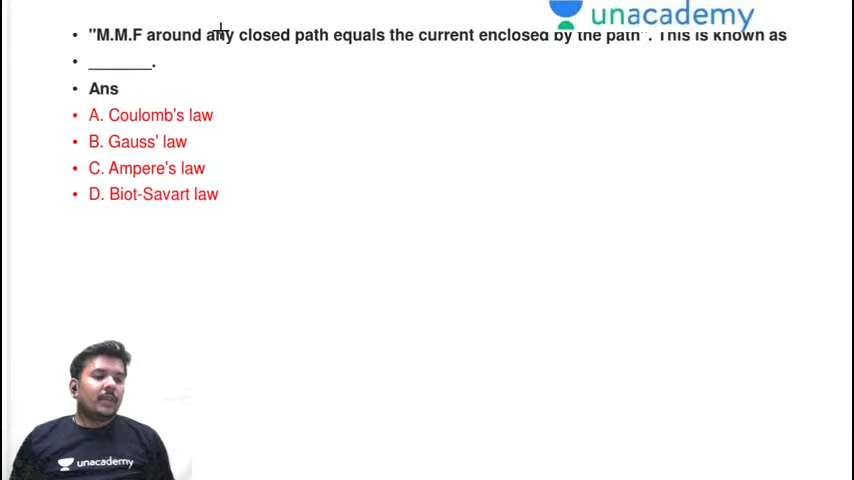 unacademy
• "M.M.F around any closed path equals the current enclosed by the path". This is known as
• _______.
• Ans
• A. Coulomb's law
• B. Gauss' law
• C. Ampere's law
• D. Biot-Savart law
unacademy